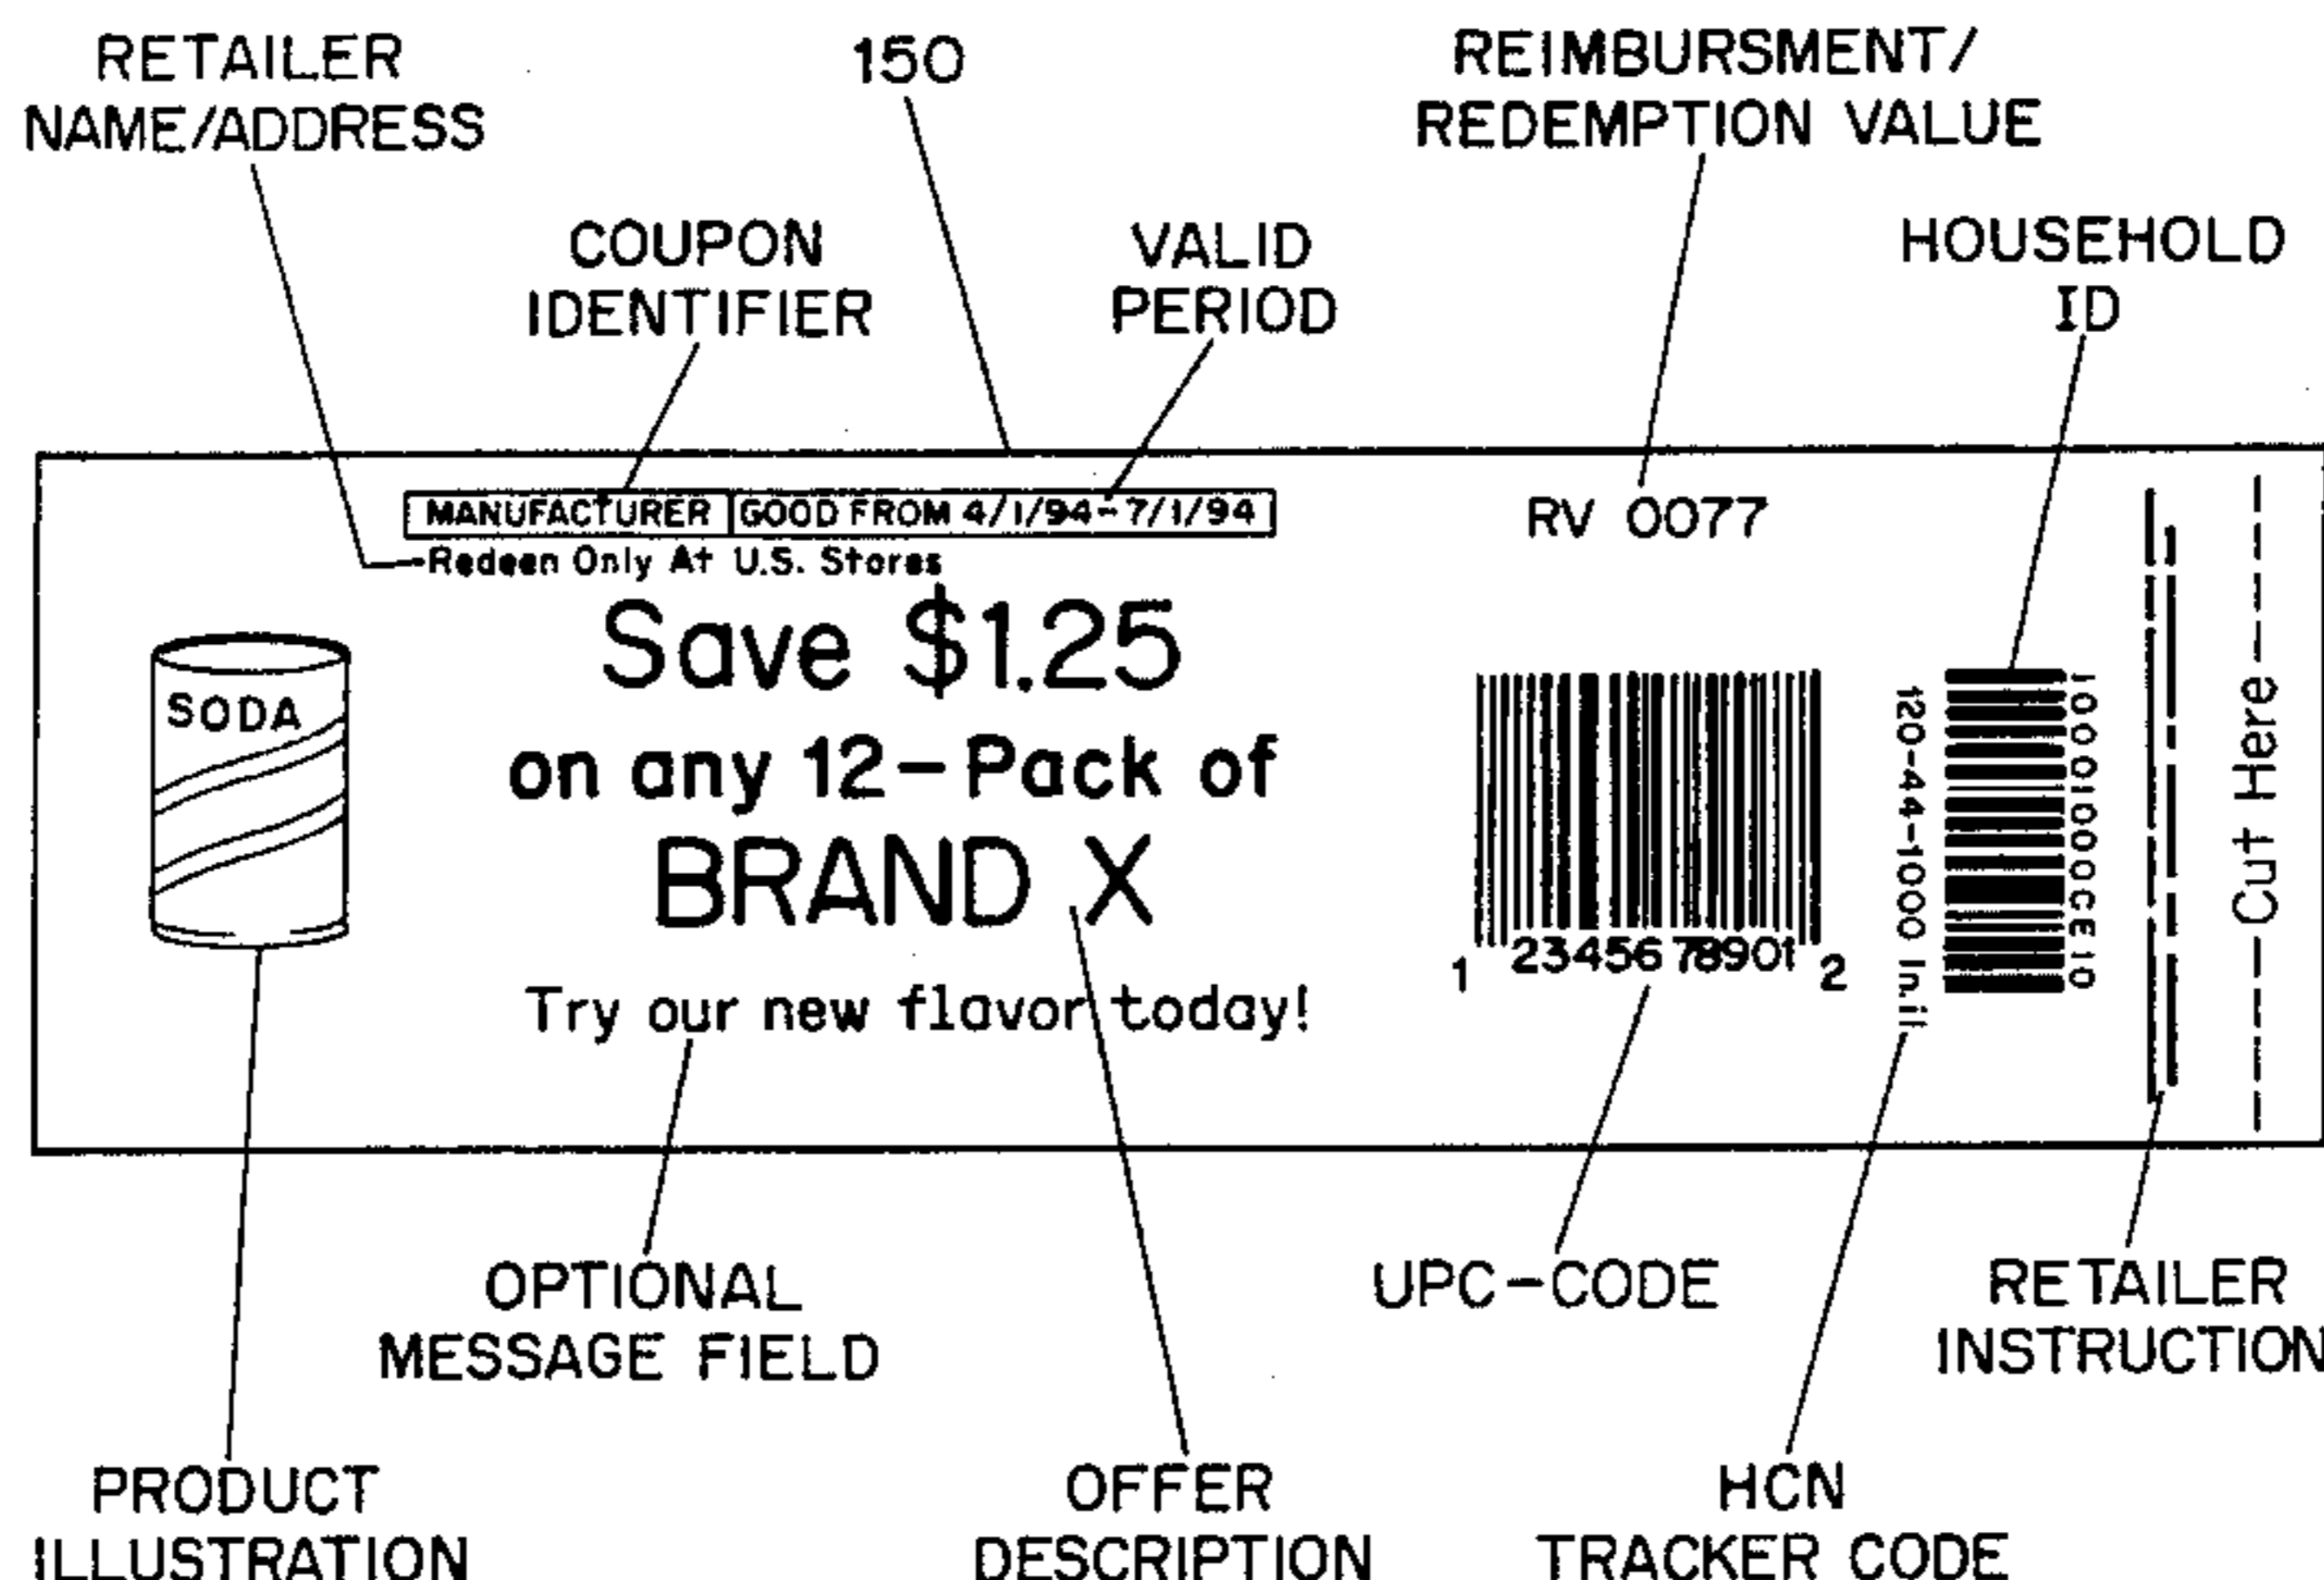 RETAILER
NAME/ADDRESS
150
REIMBURSMENT/
REDEMPTION VALUE
COUPON
IDENTIFIER
VALID
PERIOD
HOUSEHOLD
ID
MANUFACTURER GOOD FROM 4/1/94-7/1/94
RV 0077
Redeen Only At U.S. Stores
Save $1.25
SODA
on any 12-Pack of
BRAND X
Try our new flavor today!
1 23456 78901 2
120-44-1000 In.il
Cut Here
OPTIONAL
MESSAGE FIELD
UPC-CODE
RETAILER
INSTRUCTION
PRODUCT
ILLUSTRATION
OFFER
DESCRIPTION
HCN
TRACKER CODE